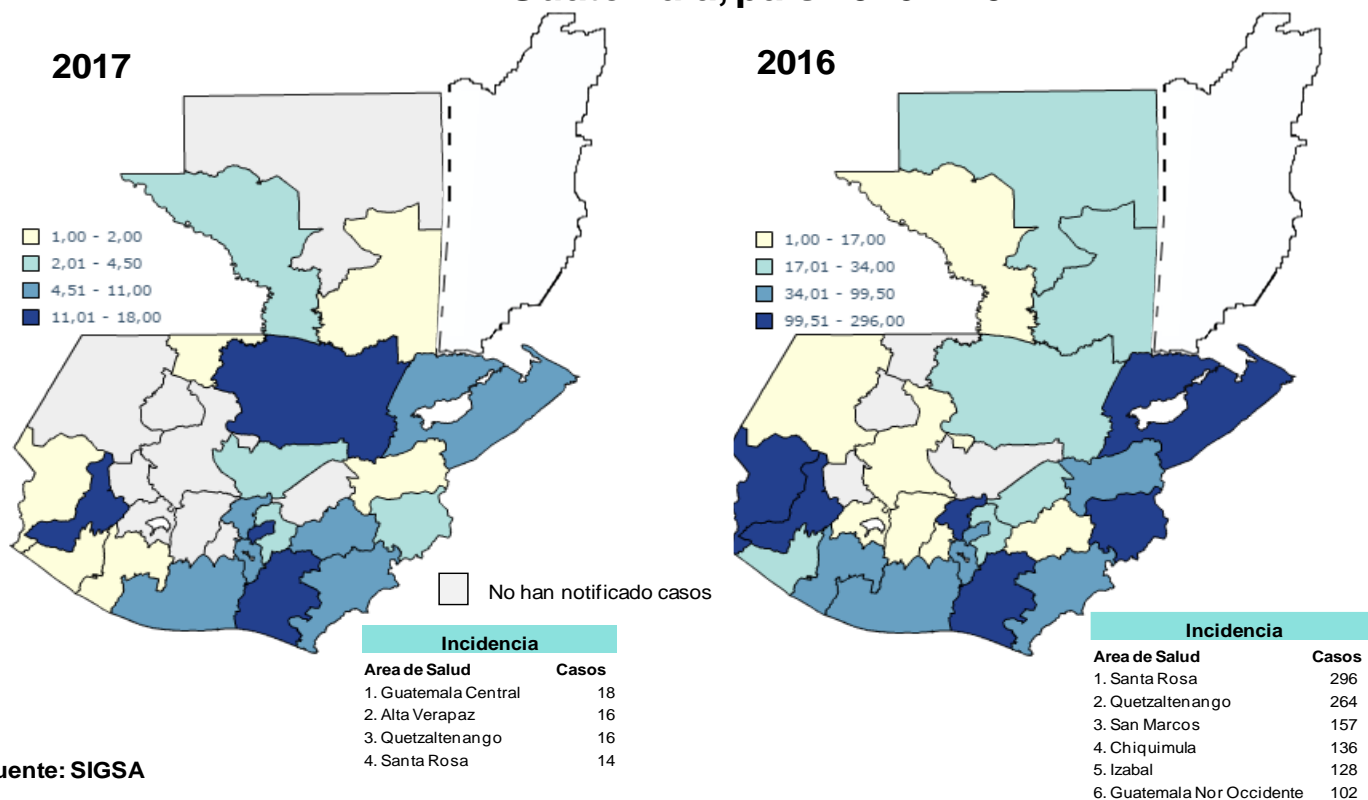 2017
1,00 - 2,00
2,01 - 4,50
4,51 - 11,00
11,01 - 18,00
No han notificado casos
Incidencia
Area de Salud Casos
1. Guatemala Central 18
2. Alta Verapaz 16
3. Quetzaltenango 16
4. Santa Rosa 14
2016
1,00 - 17,00
17,01 - 34,00
34,01 - 99,50
99,51 - 296,00
Incidencia
Area de Salud Casos
1. Santa Rosa 296
2. Quetzaltenango 264
3. San Marcos 157
4. Chiquimula 136
5. Izabal 128
6. Guatemala Nor Occidente 102
uente: SIGSA